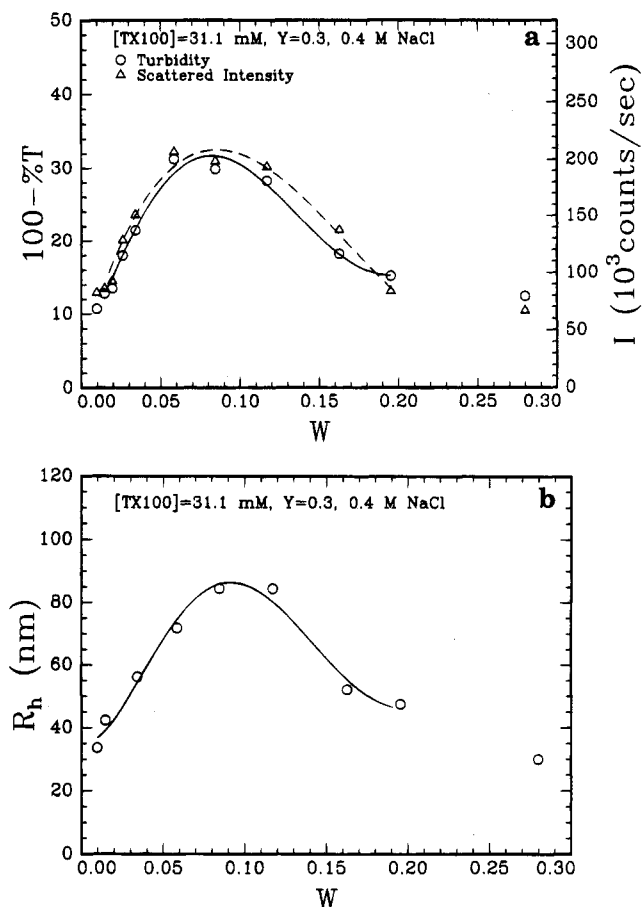 [TX100]=31.1 mM, Y=0.3, 0.4 M NaCl a
Turbidity
Scattered Intensity
50
40
30
20
10
0
100-%T
300
250
200
150
100
50
0
I (10³counts/sec)
0.00 0.05 0.10 0.15 0.20 0.25 0.30
W
[TX100]=31.1 mM, Y=0.3, 0.4 M NaCl b
120
100
80
60
40
20
0
R_h (nm)
0.00 0.05 0.10 0.15 0.20 0.25 0.30
W